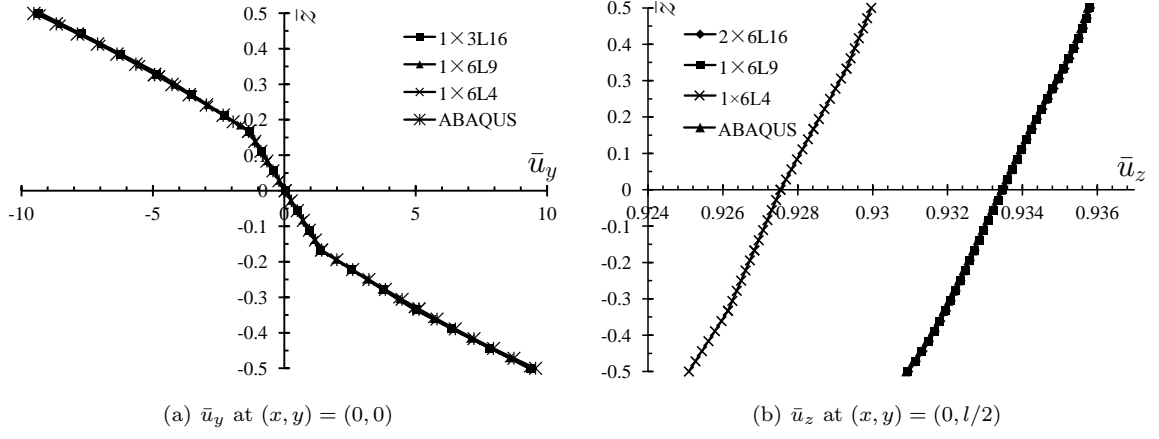 z̄
0.5
0.4
0.3
0.2
0.1
0
-0.1
-0.2
-0.3
-0.4
-0.5
-10
-5
0
5
10
ū_y
1×3L16
1×6L9
1×6L4
ABAQUS
(a) ū_y at (x, y) = (0, 0)
z̄
0.5
0.4
0.3
0.2
0.1
0
-0.1
-0.2
-0.3
-0.4
-0.5
0.924
0.926
0.928
0.93
0.932
0.934
0.936
ū_z
2×6L16
1×6L9
1×6L4
ABAQUS
(b) ū_z at (x, y) = (0, l/2)